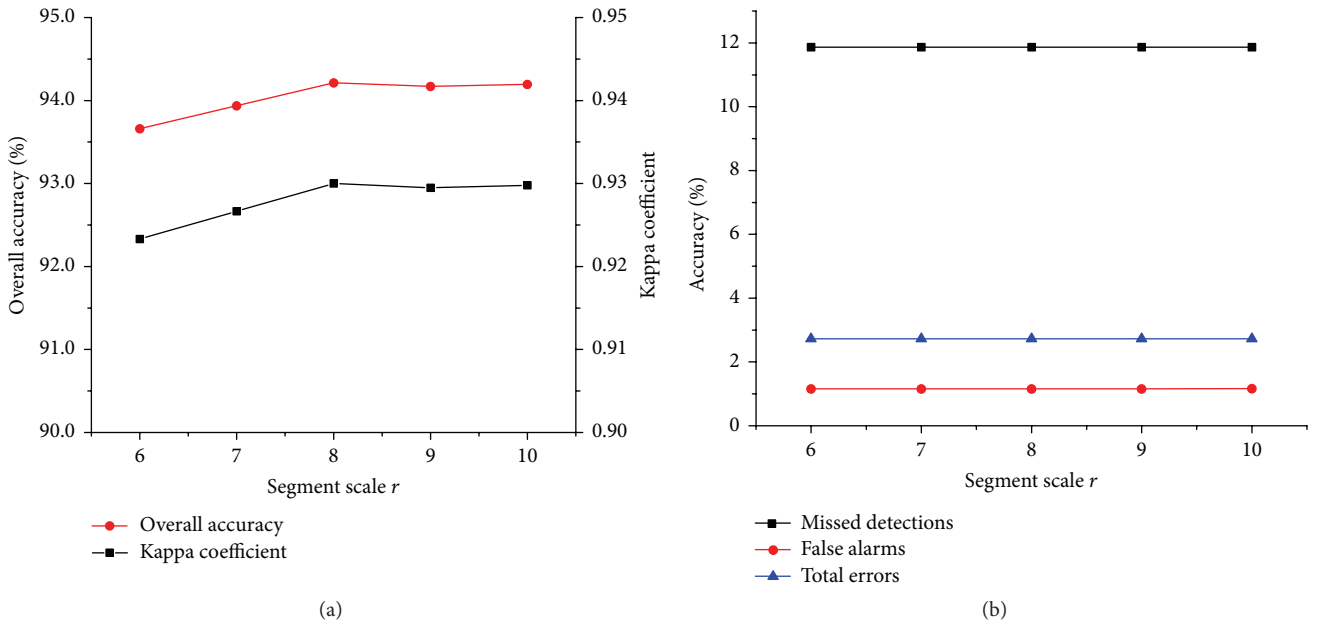 95.0
94.0
93.0
92.0
91.0
90.0
Overall accuracy (%)
0.95
0.94
0.93
0.92
0.91
0.90
Kappa coefficient
6 7 8 9 10
Segment scale r
Overall accuracy
Kappa coefficient
(a)
12
10
8
6
4
2
0
Accuracy (%)
6 7 8 9 10
Segment scale r
Missed detections
False alarms
Total errors
(b)